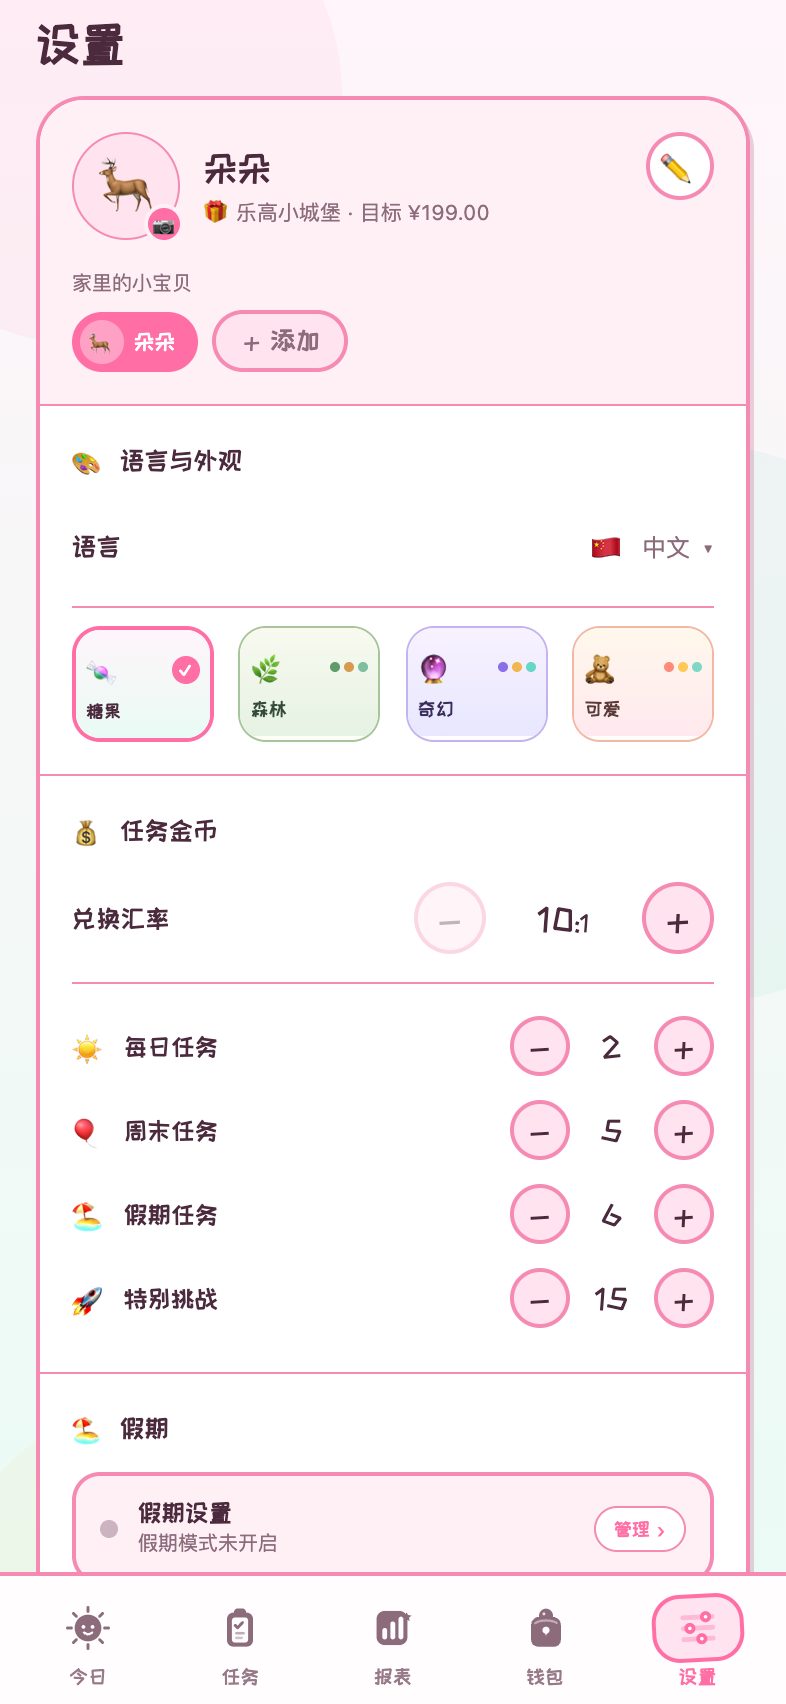 设置
朵朵
乐高小城堡 · 目标 ¥199.00
家里的小宝贝
朵朵
+ 添加
语言与外观
语言
中文 ▾
糖果
森林
奇幻
可爱
任务金币
兑换汇率
− 10:1 +
每日任务
− 2 +
周末任务
− 5 +
假期任务
− 6 +
特别挑战
− 15 +
假期
假期设置
假期模式未开启
管理 ›
今日
任务
报表
钱包
设置